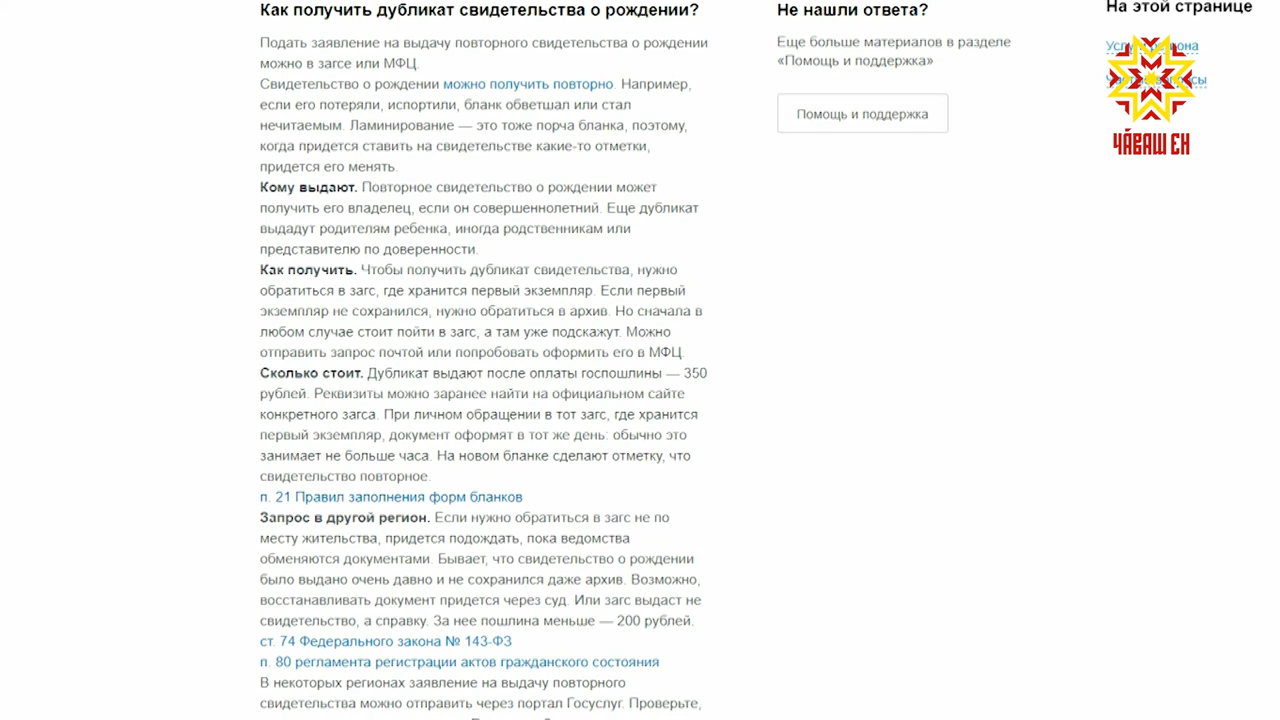 Как получить дубликат свидетельства о рождении?
Подать заявление на выдачу повторного свидетельства о рождении
можно в загсе или МФЦ.
Свидетельство о рождении можно получить повторно. Например,
если его потеряли, испортили, бланк обветшал или стал
нечитаемым. Ламинирование — это тоже порча бланка, поэтому,
когда придется ставить на свидетельстве какие-то отметки,
придется его менять.
Кому выдают. Повторное свидетельство о рождении может
получить его владелец, если он совершеннолетний. Еще дубликат
выдадут родителям ребенка, иногда родственникам или
представителю по доверенности.
Как получить. Чтобы получить дубликат свидетельства, нужно
обратиться в загс, где хранится первый экземпляр. Если первый
экземпляр не сохранился, нужно обратиться в архив. Но сначала в
любом случае стоит пойти в загс, а там уже подскажут. Можно
отправить запрос почтой или попробовать оформить его в МФЦ.
Сколько стоит. Дубликат выдают после оплаты госпошлины — 350
рублей. Реквизиты можно заранее найти на официальном сайте
конкретного загса. При личном обращении в тот загс, где хранится
первый экземпляр, документ оформят в тот же день: обычно это
занимает не больше часа. На новом бланке сделают отметку, что
свидетельство повторное.
п. 21 Правил заполнения форм бланков
Запрос в другой регион. Если нужно обратиться в загс не по
месту жительства, придется подождать, пока ведомства
обменяются документами. Бывает, что свидетельство о рождении
было выдано очень давно и не сохранился даже архив. Возможно,
восстанавливать документ придется через суд. Или загс выдаст не
свидетельство, а справку. За нее пошлина меньше — 200 рублей.
ст. 74 Федерального закона № 143-ФЗ
п. 80 регламента регистрации актов гражданского состояния
В некоторых регионах заявление на выдачу повторного
свидетельства можно отправить через портал Госуслуг. Проверьте,
Не нашли ответа?
Еще больше материалов в разделе
«Помощь и поддержка»
Помощь и поддержка
На этой странице
ЧӐВАШ ЕН